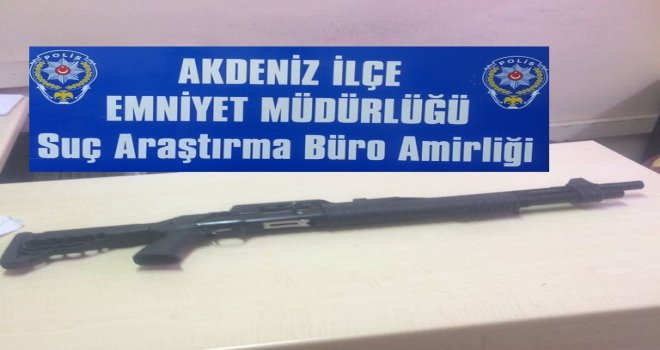 POLİS
POLİS
AKDENİZ İLÇE
EMNİYET MÜDÜRLÜĞÜ
Suç Araştırma Büro Amirliği